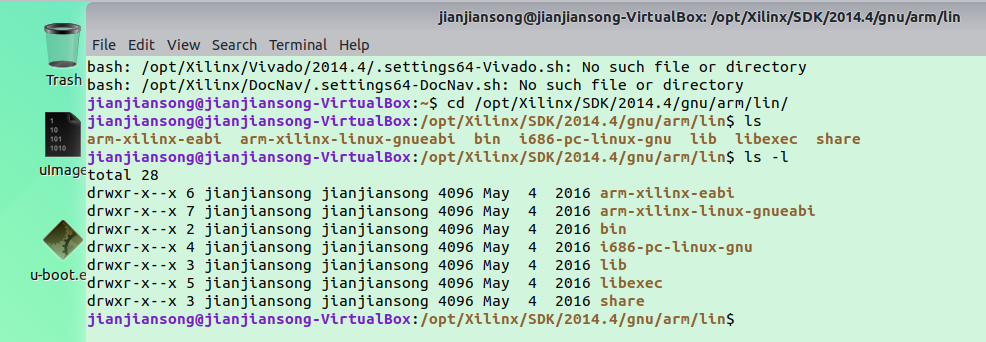 jianjiansong@jianjiansong-VirtualBox: /opt/Xilinx/SDK/2014.4/gnu/arm/lin
File Edit View Search Terminal Help
Trash
1
10
101
1010
uImage
u-boot.e
bash: /opt/Xilinx/Vivado/2014.4/.settings64-Vivado.sh: No such file or directory
bash: /opt/Xilinx/DocNav/.settings64-DocNav.sh: No such file or directory
jianjiansong@jianjiansong-VirtualBox:~$ cd /opt/Xilinx/SDK/2014.4/gnu/arm/lin/
jianjiansong@jianjiansong-VirtualBox:/opt/Xilinx/SDK/2014.4/gnu/arm/lin$ ls
arm-xilinx-eabi arm-xilinx-linux-gnueabi bin i686-pc-linux-gnu lib libexec share
jianjiansong@jianjiansong-VirtualBox:/opt/Xilinx/SDK/2014.4/gnu/arm/lin$ ls -l
total 28
drwxr-x--x 6 jianjiansong jianjiansong 4096 May 4 2016 arm-xilinx-eabi
drwxr-x--x 7 jianjiansong jianjiansong 4096 May 4 2016 arm-xilinx-linux-gnueabi
drwxr-x--x 2 jianjiansong jianjiansong 4096 May 4 2016 bin
drwxr-x--x 4 jianjiansong jianjiansong 4096 May 4 2016 i686-pc-linux-gnu
drwxr-x--x 3 jianjiansong jianjiansong 4096 May 4 2016 lib
drwxr-x--x 5 jianjiansong jianjiansong 4096 May 4 2016 libexec
drwxr-x--x 3 jianjiansong jianjiansong 4096 May 4 2016 share
jianjiansong@jianjiansong-VirtualBox:/opt/Xilinx/SDK/2014.4/gnu/arm/lin$